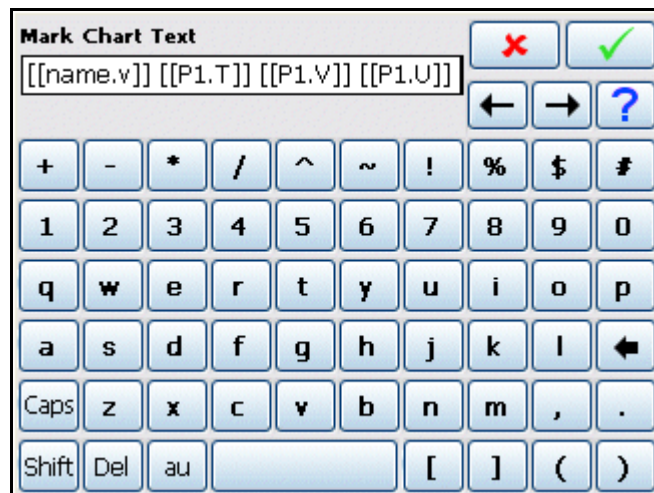 Mark Chart Text
[[name.v]] [[P1.T]] [[P1.V]] [[P1.U]]
← → ?
+ - * / ^ ~ ! % $ #
1 2 3 4 5 6 7 8 9 0
q w e r t y u i o p
a s d f g h j k l ←
Caps z x c v b n m , .
Shift Del au [ ] ( )